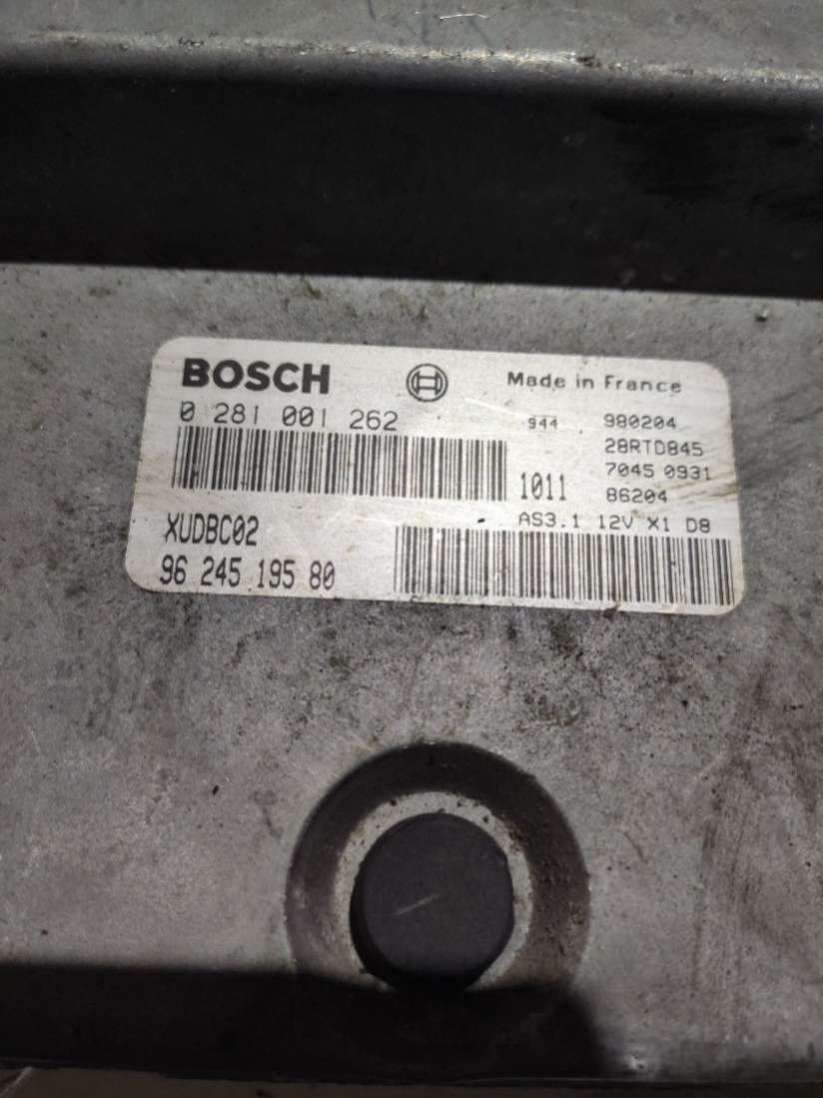 BOSCH Made in France
0 281 001 262 944 980204
28RTD845
7045 0931
1011 86204
AS3.1 12V X1 D8
XUDBC02
96 245 195 80